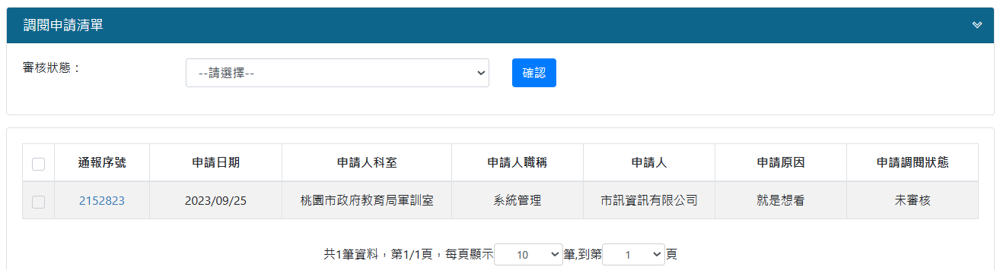 調閱申請清單
審核狀態：
--請選擇--
確認
通報序號 申請日期 申請人科室 申請人職稱 申請人 申請原因 申請調閱狀態
2152823 2023/09/25 桃園市政府教育局軍訓室 系統管理 市訊資訊有限公司 就是想看 未審核
共1筆資料，第1/1頁，每頁顯示 10 筆,到第 1 頁